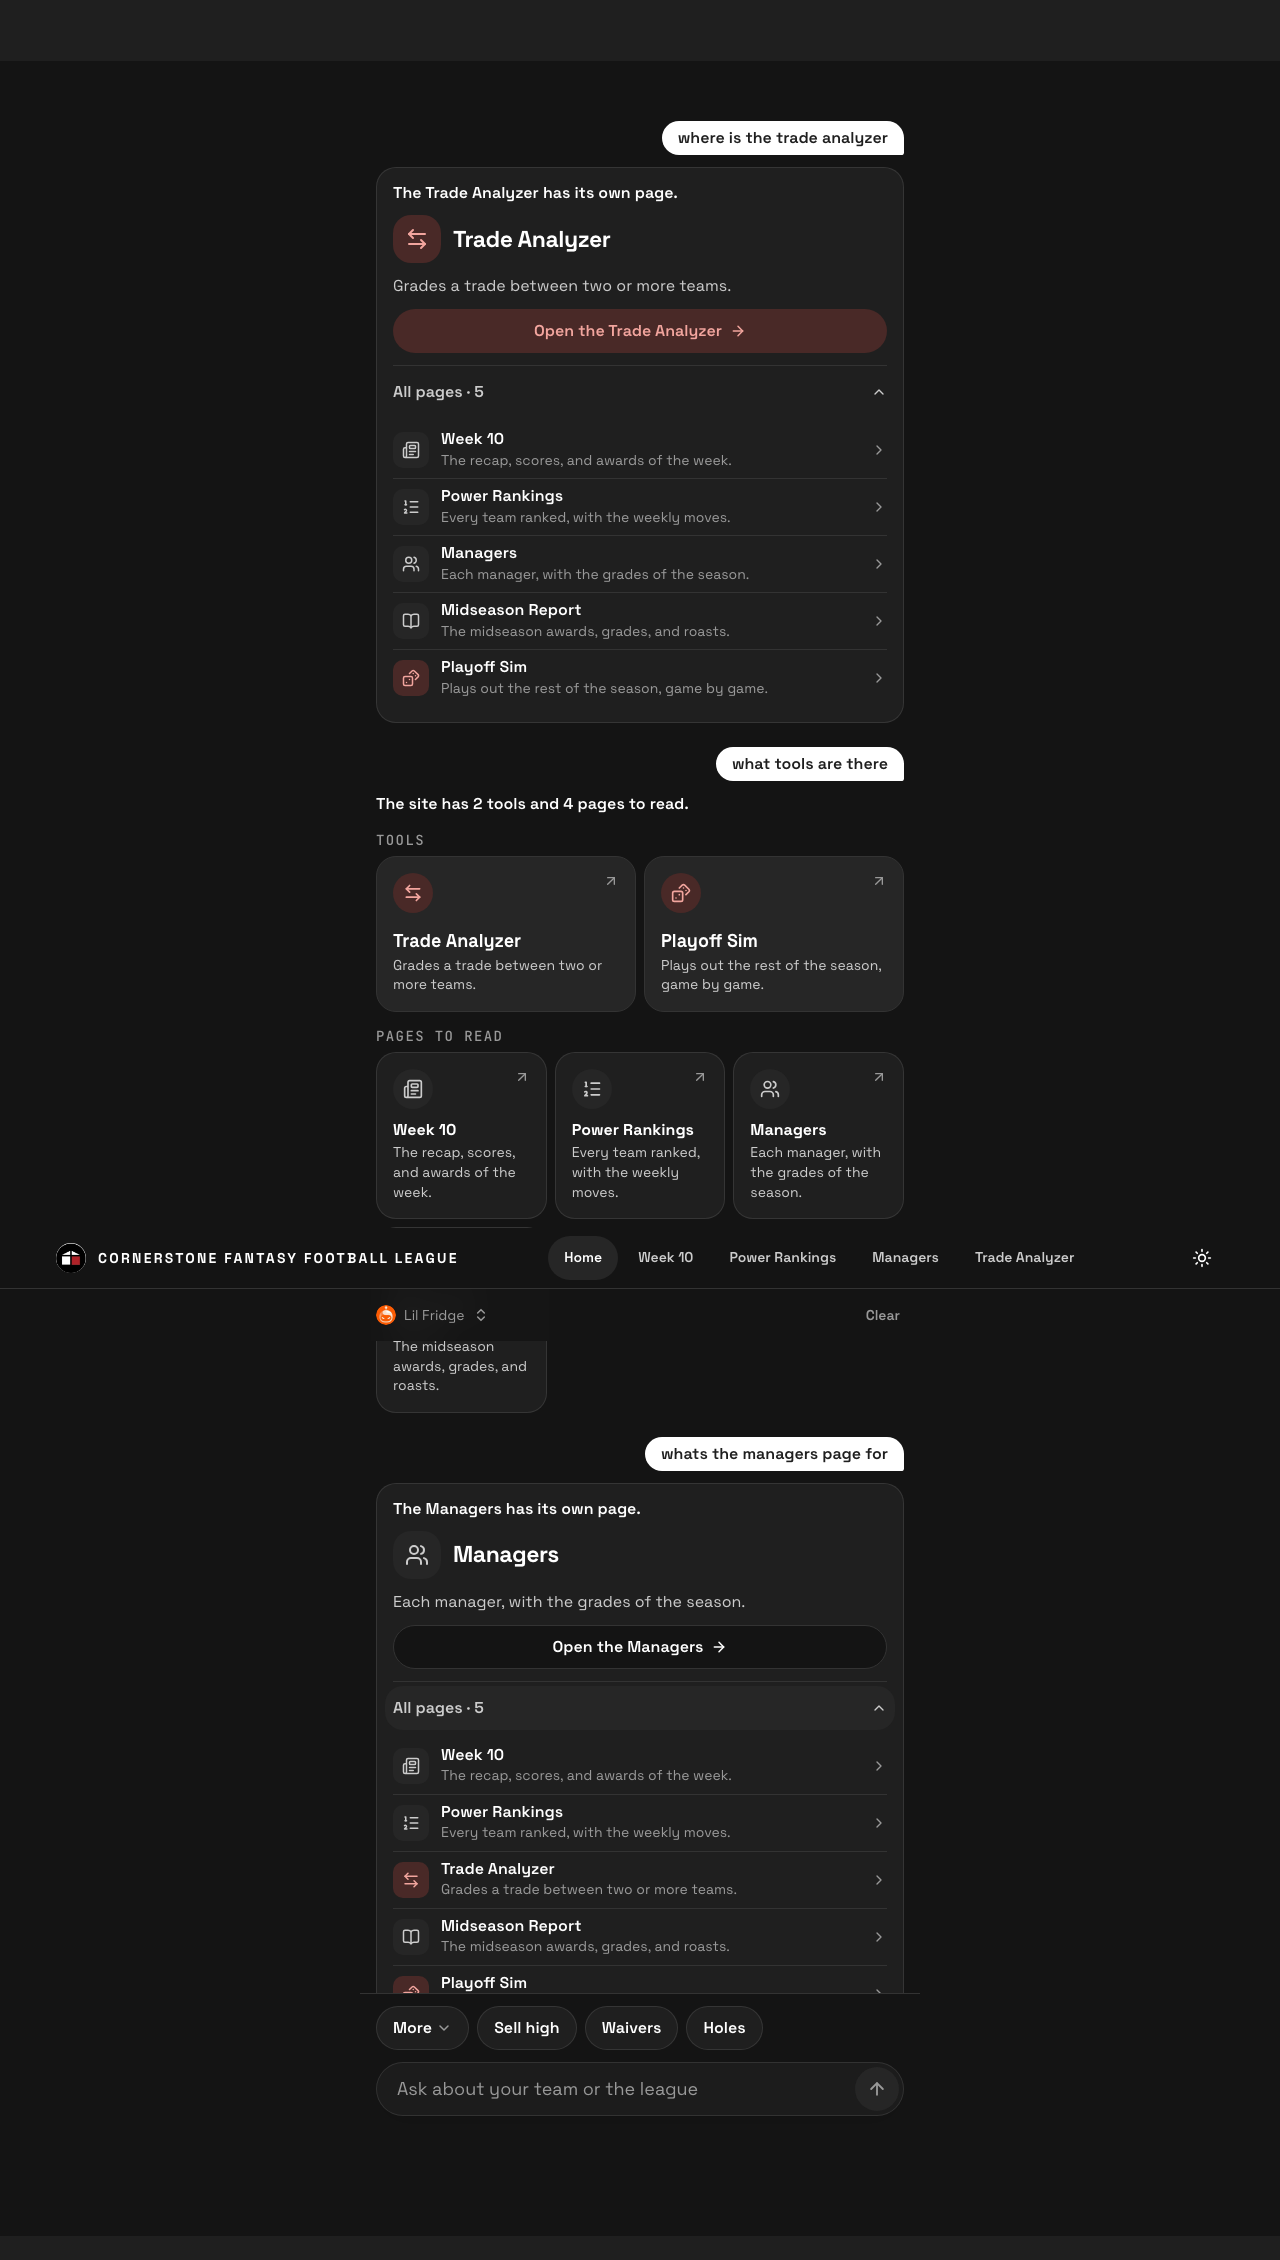 where is the trade analyzer
The Trade Analyzer has its own page.
Trade Analyzer
Grades a trade between two or more teams.
Open the Trade Analyzer
All pages · 5
Week 10
The recap, scores, and awards of the week.
Power Rankings
Every team ranked, with the weekly moves.
Managers
Each manager, with the grades of the season.
Midseason Report
The midseason awards, grades, and roasts.
Playoff Sim
Plays out the rest of the season, game by game.
what tools are there
The site has 2 tools and 4 pages to read.
TOOLS
Trade Analyzer
Grades a trade between two or
more teams.
Playoff Sim
Plays out the rest of the season,
game by game.
PAGES TO READ
Week 10
The recap, scores,
and awards of the
week.
Power Rankings
Every team ranked,
with the weekly
moves.
Managers
Each manager, with
the grades of the
season.
CORNERSTONE FANTASY FOOTBALL LEAGUE
Home
Week 10
Power Rankings
Managers
Trade Analyzer
Lil Fridge
Clear
The midseason
awards, grades, and
roasts.
whats the managers page for
The Managers has its own page.
Managers
Each manager, with the grades of the season.
Open the Managers
All pages · 5
Week 10
The recap, scores, and awards of the week.
Power Rankings
Every team ranked, with the weekly moves.
Trade Analyzer
Grades a trade between two or more teams.
Midseason Report
The midseason awards, grades, and roasts.
Playoff Sim
More
Sell high
Waivers
Holes
Ask about your team or the league